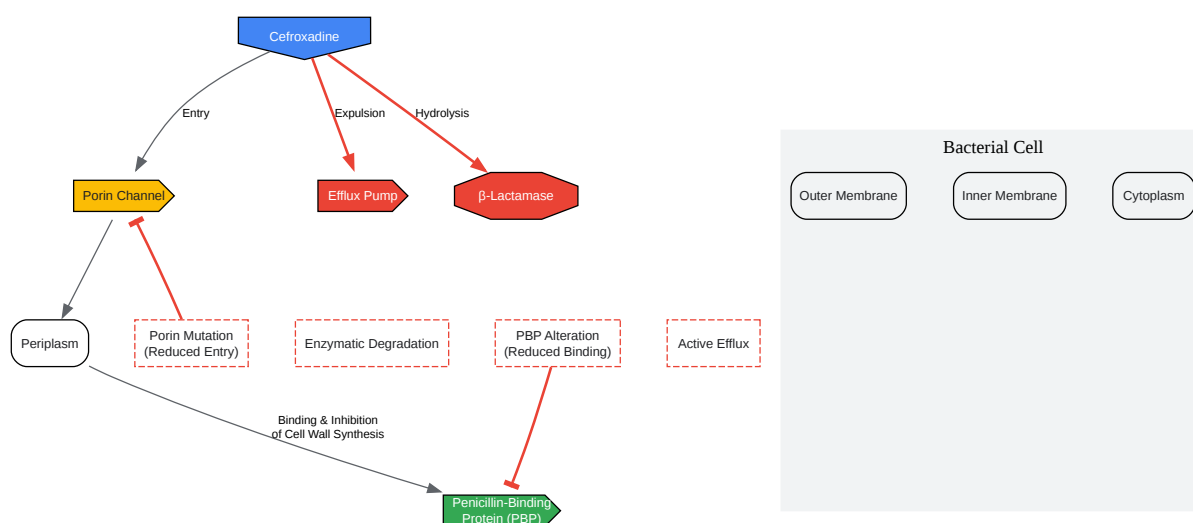 Cefroxadine
Entry
Expulsion
Hydrolysis
Bacterial Cell
Porin Channel
Efflux Pump
β-Lactamase
Outer Membrane
Inner Membrane
Cytoplasm
Periplasm
Porin Mutation
(Reduced Entry)
Enzymatic Degradation
PBP Alteration
(Reduced Binding)
Active Efflux
Binding & Inhibition
of Cell Wall Synthesis
Penicillin-Binding
Protein (PBP)